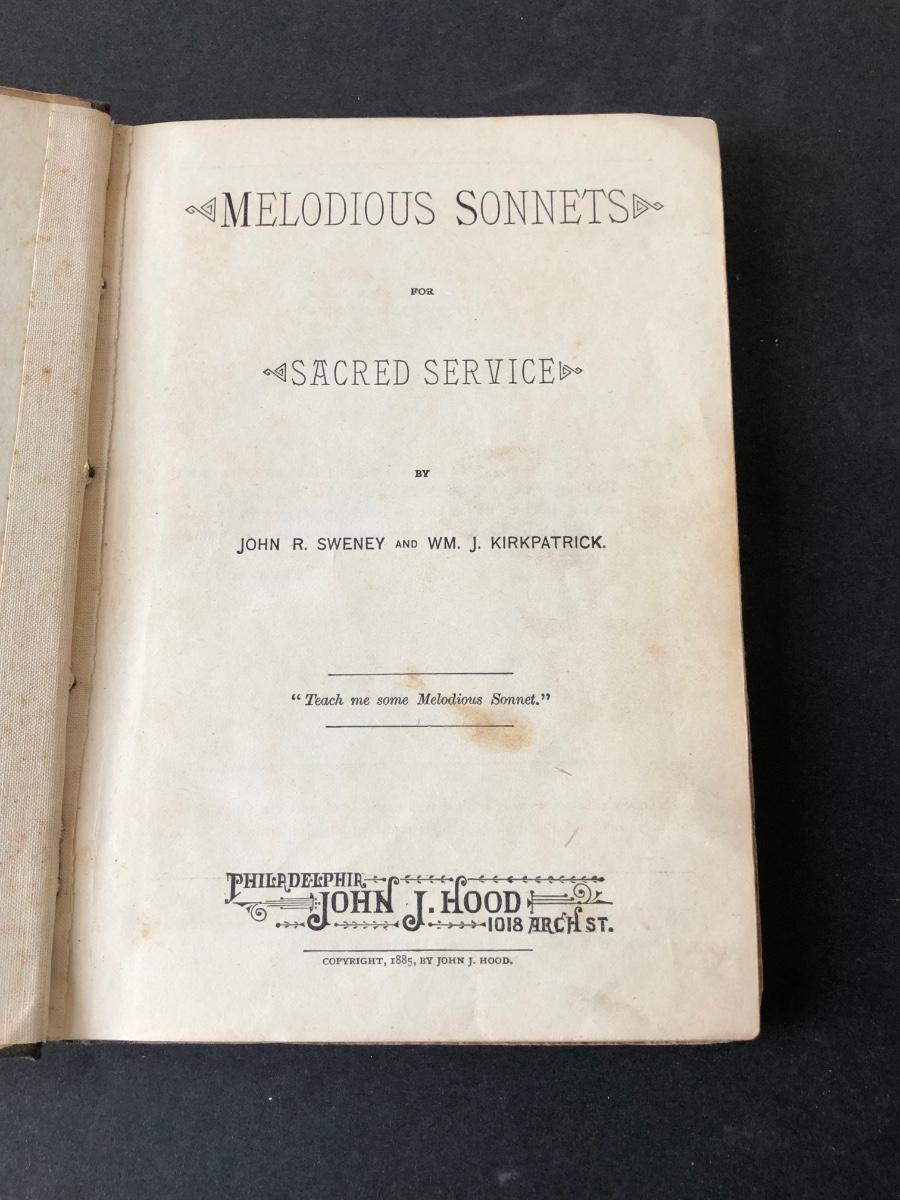 MELODIOUS SONNETS
FOR
SACRED SERVICE
BY
JOHN R. SWENEY AND WM. J. KIRKPATRICK.
“Teach me some Melodious Sonnet.”
PHILADELPHIA
JOHN J. HOOD
1018 ARCH ST.
COPYRIGHT, 1885, BY JOHN J. HOOD.